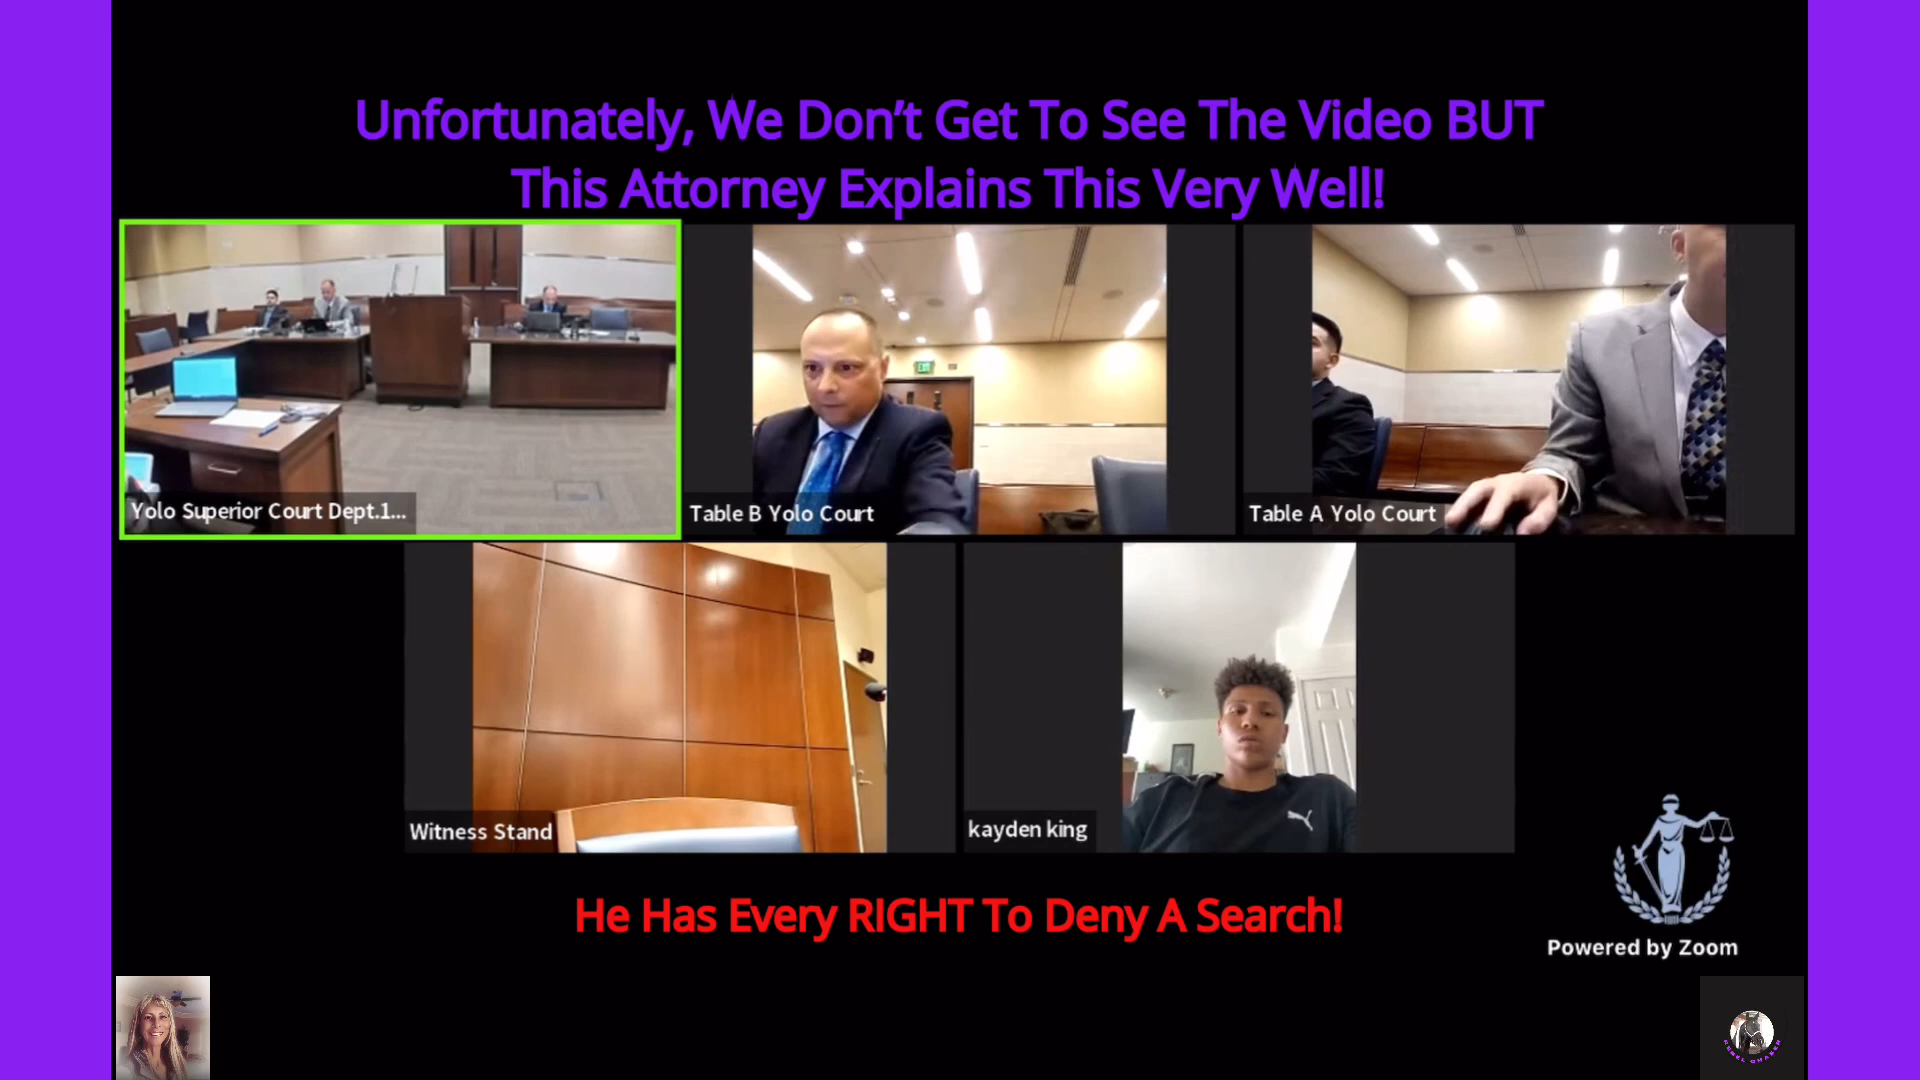 Unfortunately, We Don't Get To See The Video BUT
This Attorney Explains This Very Well!
EXIT
Yolo Superior Court Dept.1...
Table B Yolo Court
Table A Yolo Court
Witness Stand
kayden king
He Has Every RIGHT To Deny A Search!
Powered by Zoom